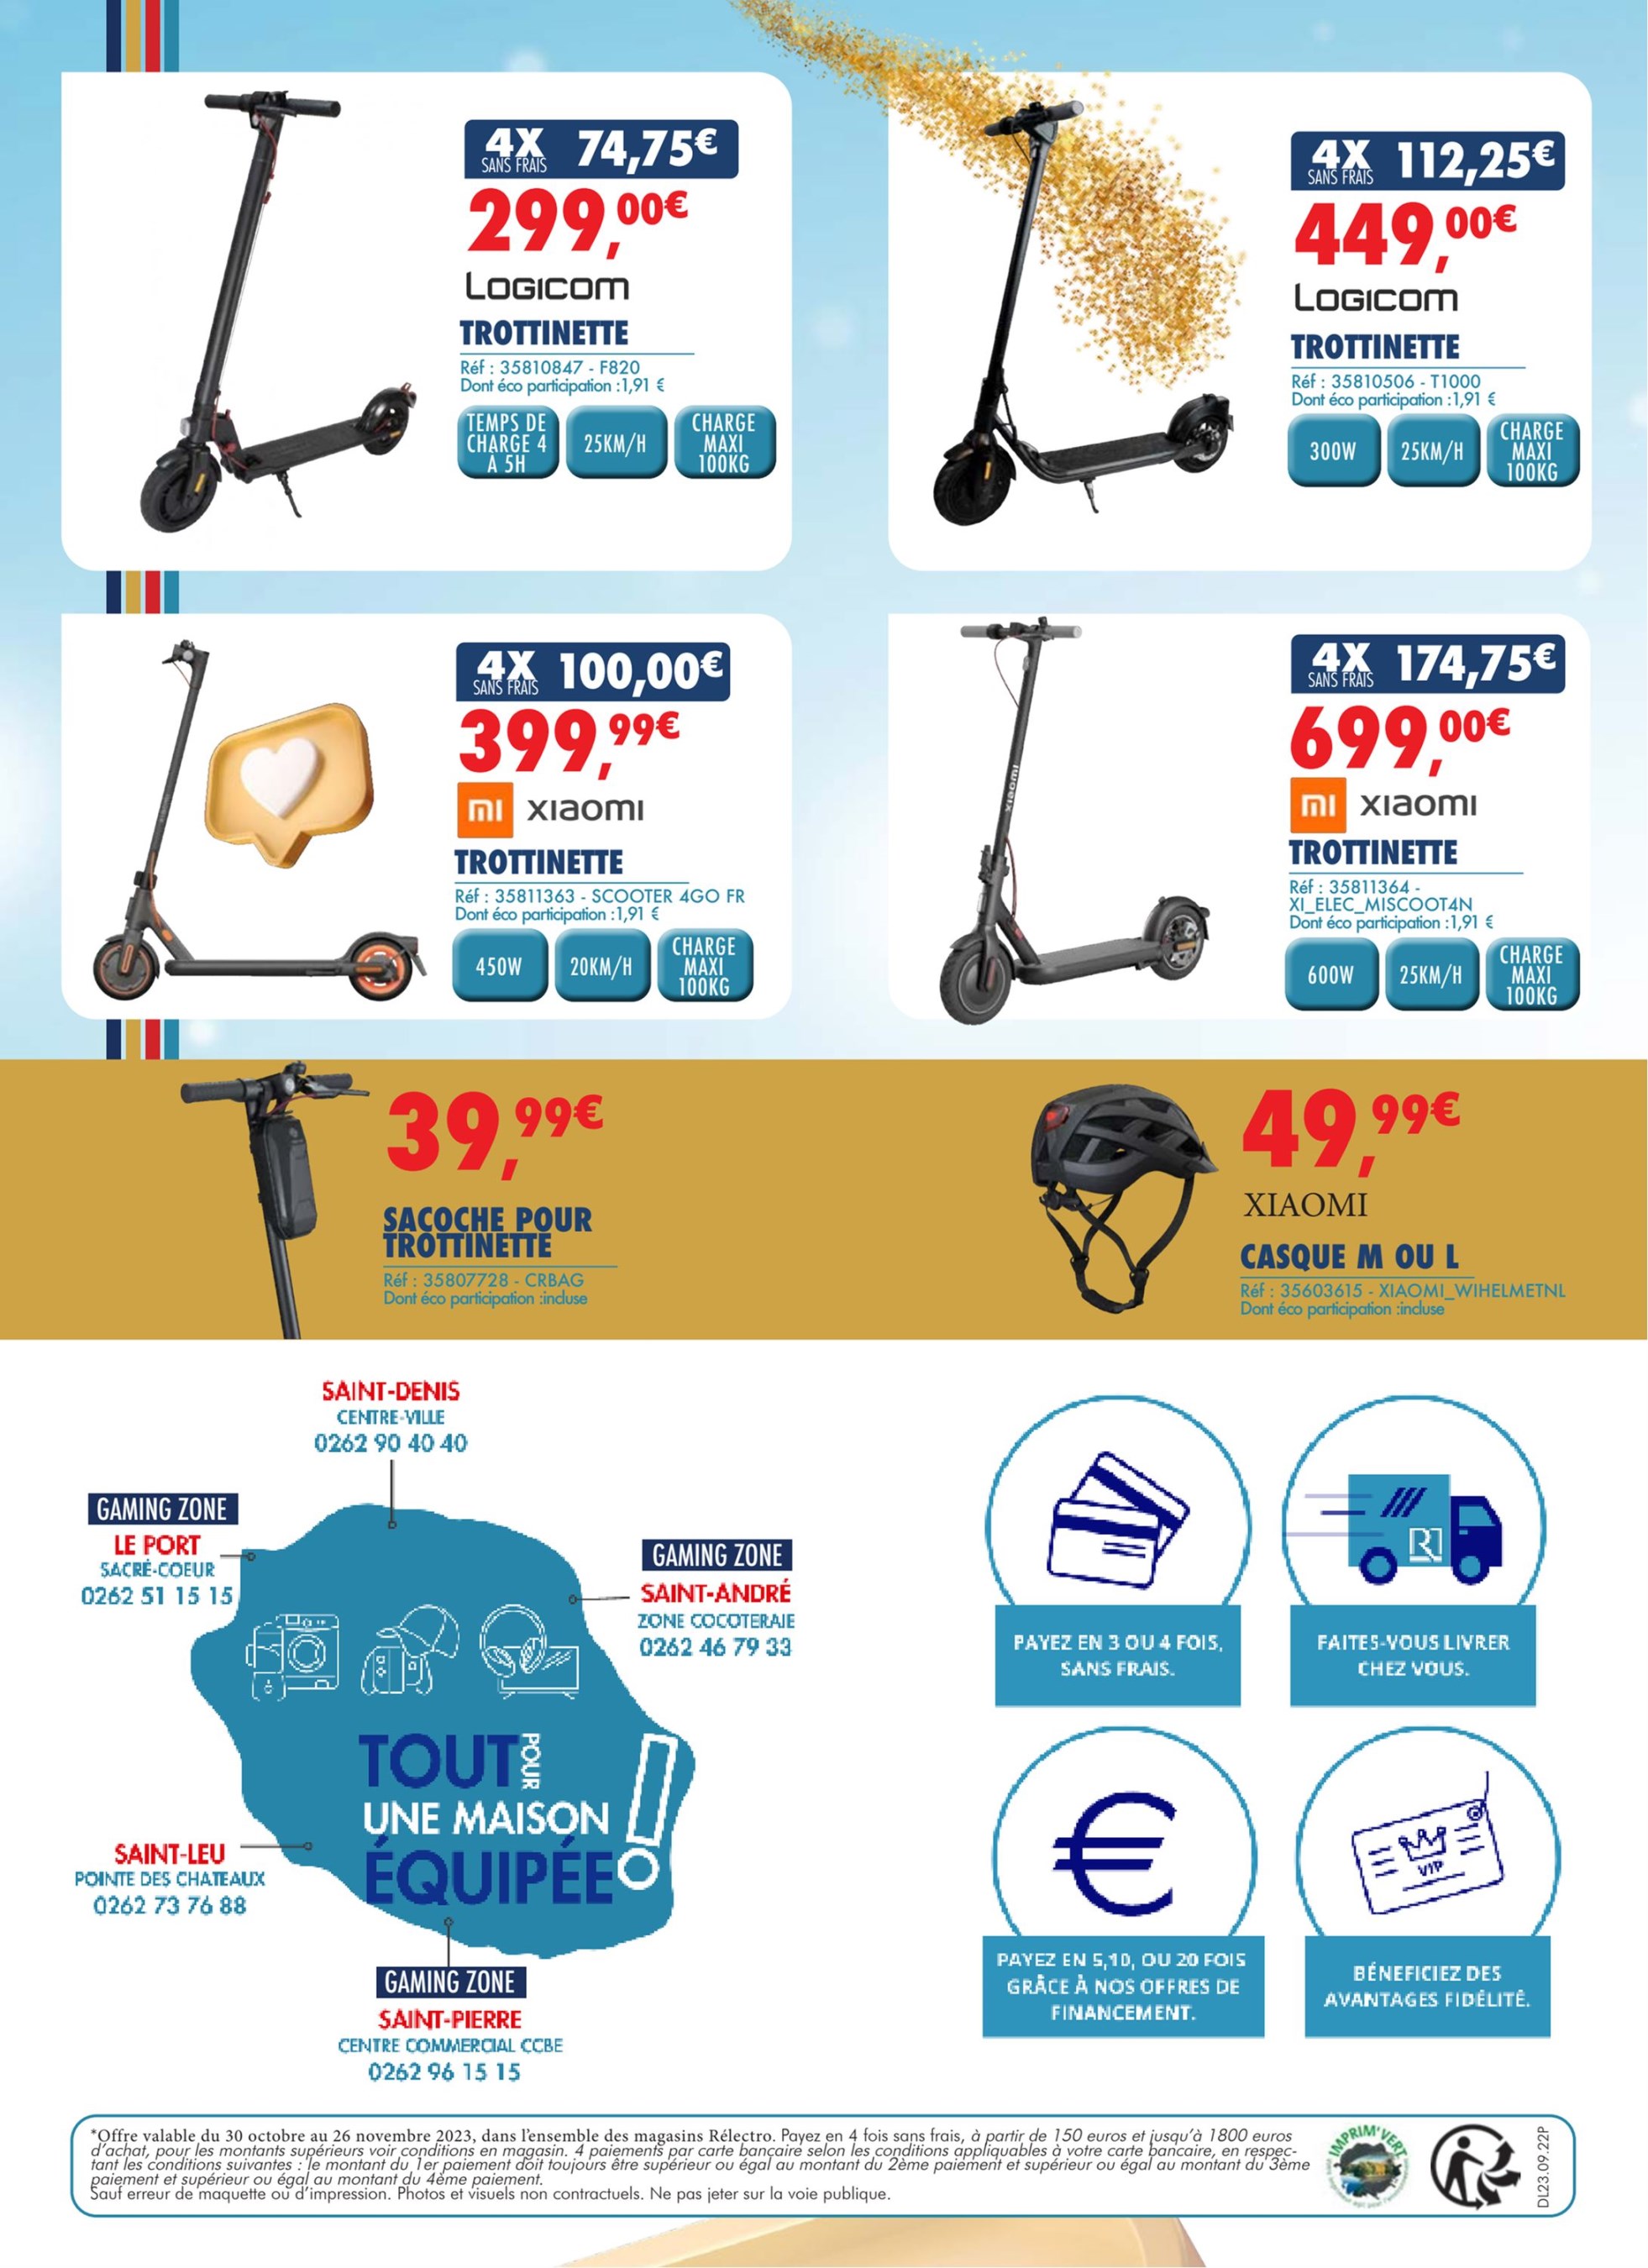 4X SANS FRAIS 74,75€
299,00€
LOGICOM
TROTTINETTE
Réf : 35810847 - F820
Dont éco participation :1,91 €
TEMPS DE
CHARGE 4
A 5H
25KM/H
CHARGE
MAXI
100KG
4X SANS FRAIS 112,25€
449,00€
LOGICOM
TROTTINETTE
Réf : 35810506 - T1000
Dont éco participation :1,91 €
300W
25KM/H
CHARGE
MAXI
100KG
4X SANS FRAIS 100,00€
399,99€
mi xiaomi
TROTTINETTE
Réf : 35811363 - SCOOTER 4GO FR
Dont éco participation :1,91 €
450W
20KM/H
CHARGE
MAXI
100KG
xiaomi
4X SANS FRAIS 174,75€
699,00€
mi xiaomi
TROTTINETTE
Réf : 35811364 -
XI_ELEC_MISCOOT4N
Dont éco participation :1,91 €
600W
25KM/H
CHARGE
MAXI
100KG
39,99€
SACOCHE POUR
TROTTINETTE
Réf : 35807728 - CRBAG
Dont éco participation :incluse
49,99€
XIAOMI
CASQUE M OU L
Réf : 35603615 - XIAOMI_WIHELMETNL
Dont éco participation :incluse
SAINT-DENIS
CENTRE-VILLE
0262 90 40 40
GAMING ZONE
LE PORT
SACRÉ-COEUR
0262 51 15 15
GAMING ZONE
SAINT-ANDRÉ
ZONE COCOTERAIE
0262 46 79 33
TOUT POUR
UNE MAISON
ÉQUIPÉE !
SAINT-LEU
POINTE DES CHATEAUX
0262 73 76 88
GAMING ZONE
SAINT-PIERRE
CENTRE COMMERCIAL CCBE
0262 96 15 15
PAYEZ EN 3 OU 4 FOIS,
SANS FRAIS.
FAITES-VOUS LIVRER
CHEZ VOUS.
€
PAYEZ EN 5,10, OU 20 FOIS
GRÂCE À NOS OFFRES DE
FINANCEMENT.
VIP
BÉNEFICIEZ DES
AVANTAGES FIDÉLITÉ.
*Offre valable du 30 octobre au 26 novembre 2023, dans l'ensemble des magasins Rélectro. Payez en 4 fois sans frais, à partir de 150 euros et jusqu'à 1800 euros
d'achat, pour les montants supérieurs voir conditions en magasin. 4 paiements par carte bancaire selon les conditions appliquables à votre carte bancaire, en respec-
tant les conditions suivantes : le montant du 1er paiement doit toujours être supérieur ou égal au montant du 2ème paiement et supérieur ou égal au montant du 3ème
paiement et supérieur ou égal au montant du 4ème paiement.
Sauf erreur de maquette ou d'impression. Photos et visuels non contractuels. Ne pas jeter sur la voie publique.
IMPRIM'VERT
DL23.09.22P